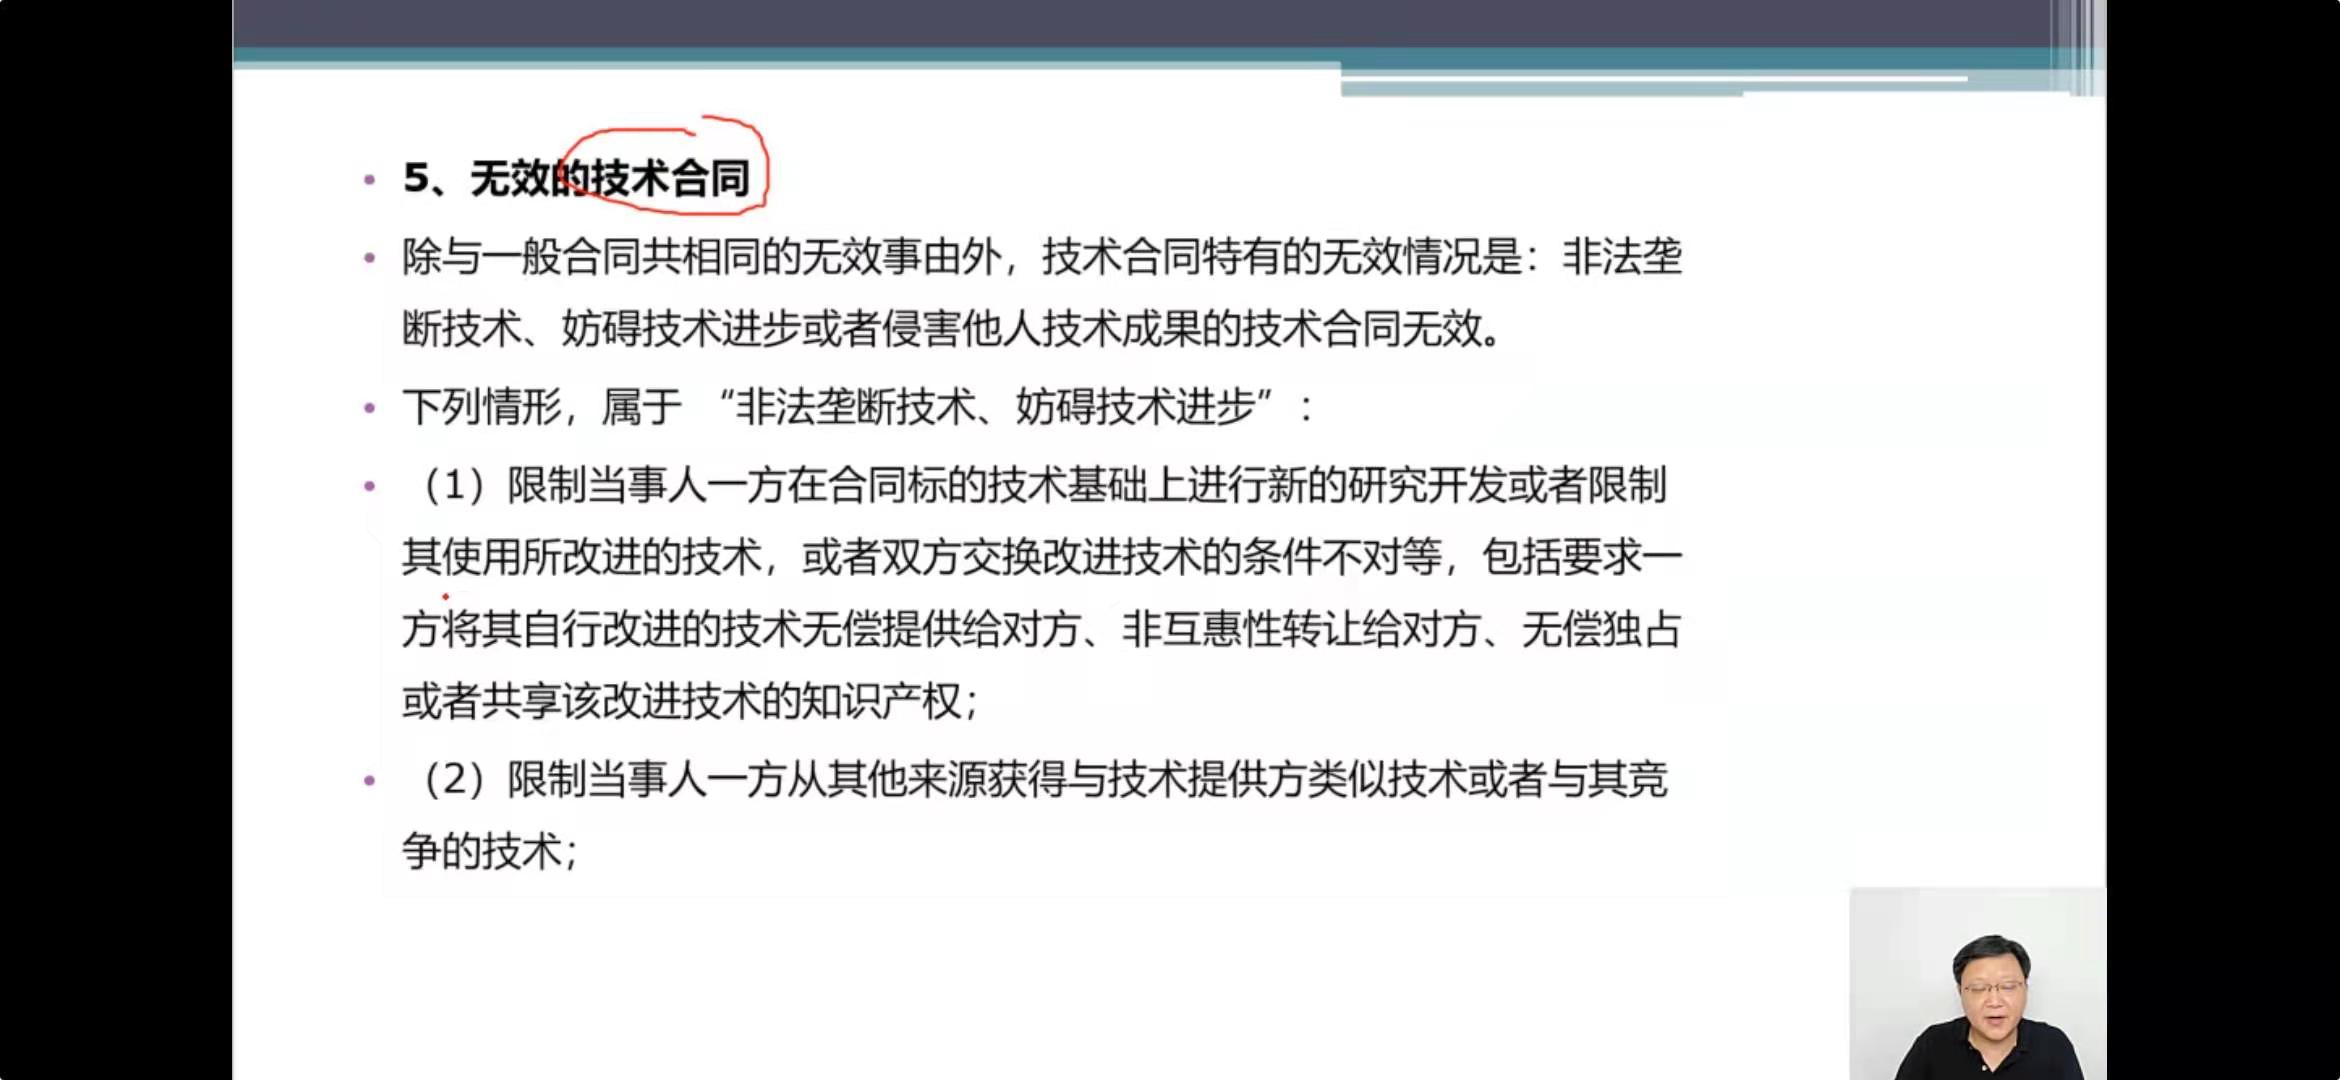 5、无效的技术合同
除与一般合同共相同的无效事由外，技术合同特有的无效情况是：非法垄
断技术、妨碍技术进步或者侵害他人技术成果的技术合同无效。
下列情形，属于 “非法垄断技术、妨碍技术进步”：
（1）限制当事人一方在合同标的技术基础上进行新的研究开发或者限制
其使用所改进的技术，或者双方交换改进技术的条件不对等，包括要求一
方将其自行改进的技术无偿提供给对方、非互惠性转让给对方、无偿独占
或者共享该改进技术的知识产权；
（2）限制当事人一方从其他来源获得与技术提供方类似技术或者与其竞
争的技术；